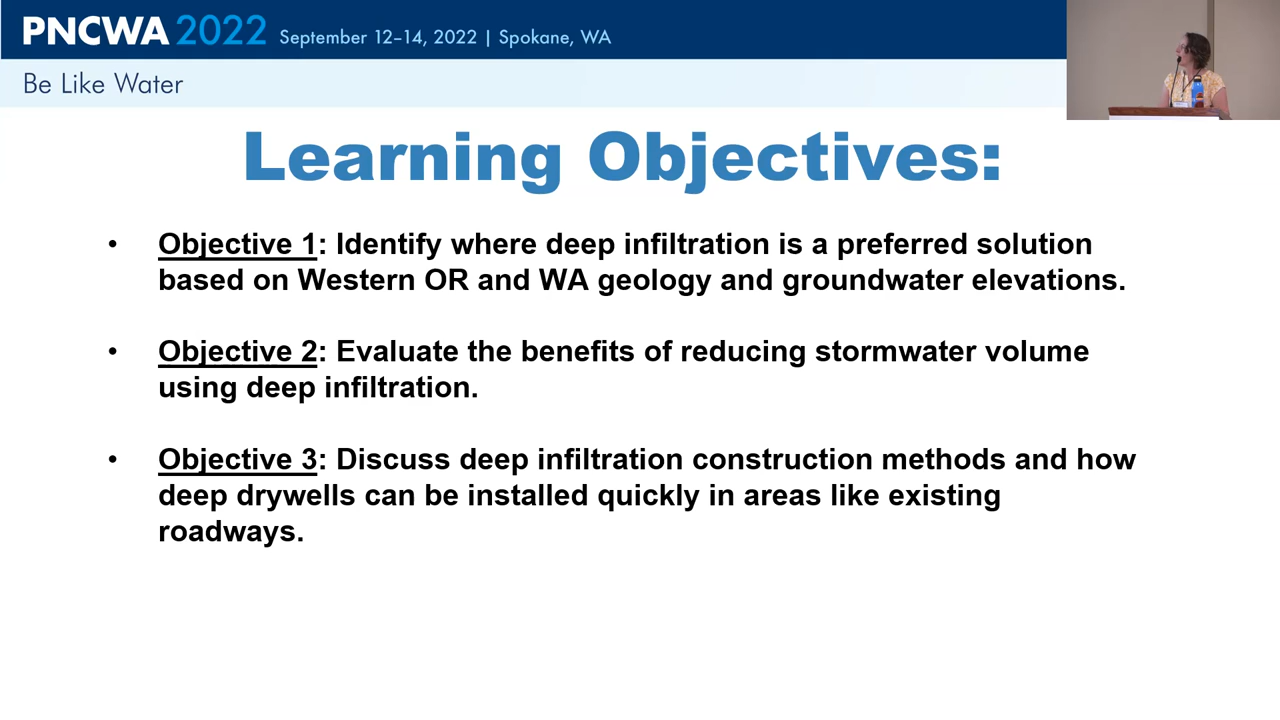 PNCWA 2022 September 12–14, 2022 | Spokane, WA
Be Like Water
Learning Objectives:
• Objective 1: Identify where deep infiltration is a preferred solution
based on Western OR and WA geology and groundwater elevations.
• Objective 2: Evaluate the benefits of reducing stormwater volume
using deep infiltration.
• Objective 3: Discuss deep infiltration construction methods and how
deep drywells can be installed quickly in areas like existing
roadways.